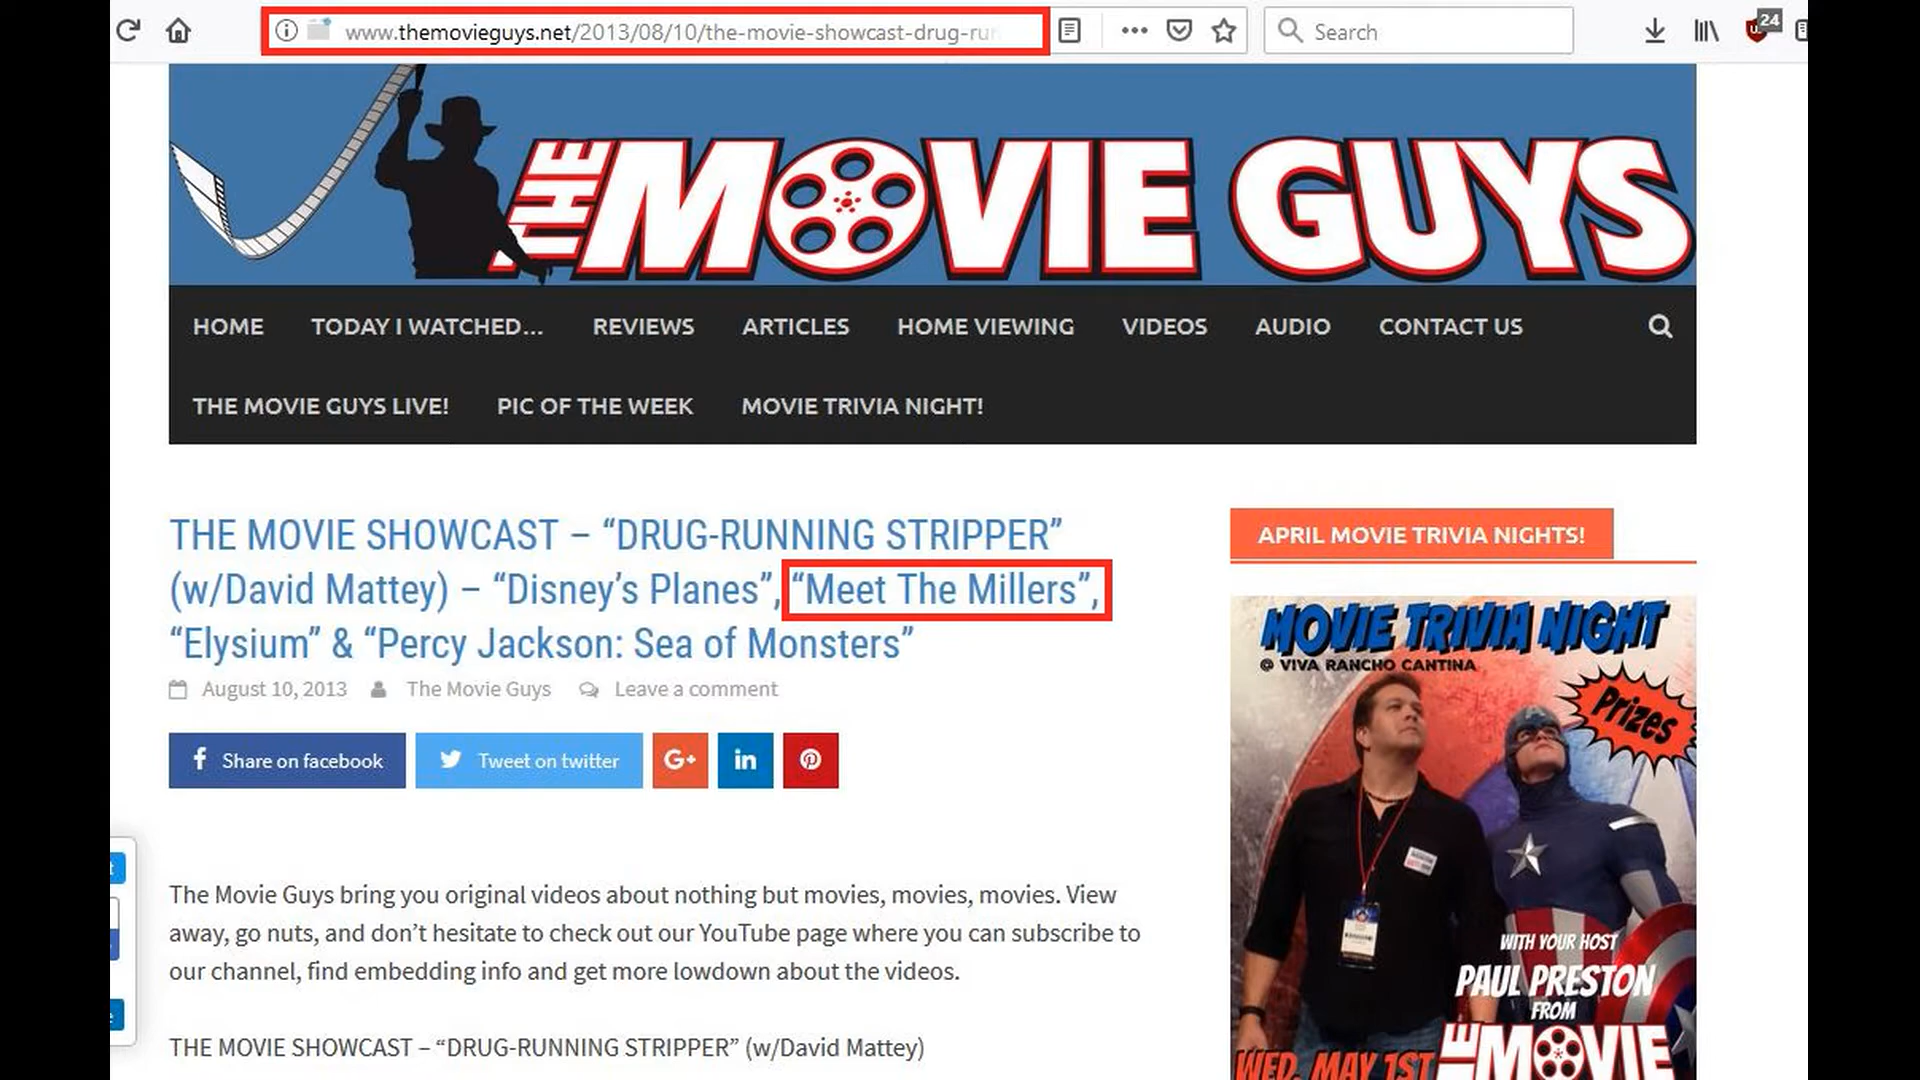 www.themovieguys.net/2013/08/10/the-movie-showcast-drug-run
Search
24
THE MOVIE GUYS
HOME TODAY I WATCHED... REVIEWS ARTICLES HOME VIEWING VIDEOS AUDIO CONTACT US
THE MOVIE GUYS LIVE! PIC OF THE WEEK MOVIE TRIVIA NIGHT!
THE MOVIE SHOWCAST – “DRUG-RUNNING STRIPPER”
(w/David Mattey) – “Disney’s Planes”, “Meet The Millers”,
“Elysium” & “Percy Jackson: Sea of Monsters”
August 10, 2013 The Movie Guys Leave a comment
f Share on facebook Tweet on twitter G+ in
The Movie Guys bring you original videos about nothing but movies, movies, movies. View
away, go nuts, and don’t hesitate to check out our YouTube page where you can subscribe to
our channel, find embedding info and get more lowdown about the videos.
THE MOVIE SHOWCAST – “DRUG-RUNNING STRIPPER” (w/David Mattey)
APRIL MOVIE TRIVIA NIGHTS!
MOVIE TRIVIA NIGHT
@ VIVA RANCHO CANTINA
Prizes
WITH YOUR HOST
PAUL PRESTON
FROM
THE MOVIE
WED. MAY 1ST